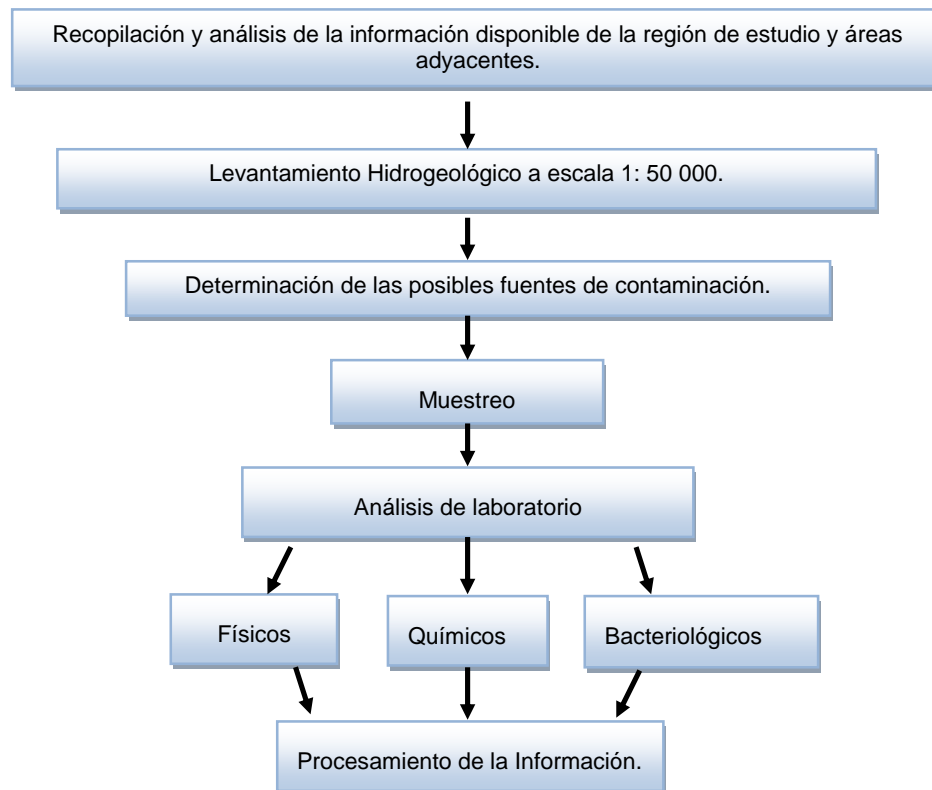 Recopilación y análisis de la información disponible de la región de estudio y áreas
adyacentes.
Levantamiento Hidrogeológico a escala 1: 50 000.
Determinación de las posibles fuentes de contaminación.
Muestreo
Análisis de laboratorio
Físicos
Químicos
Bacteriológicos
Procesamiento de la Información.